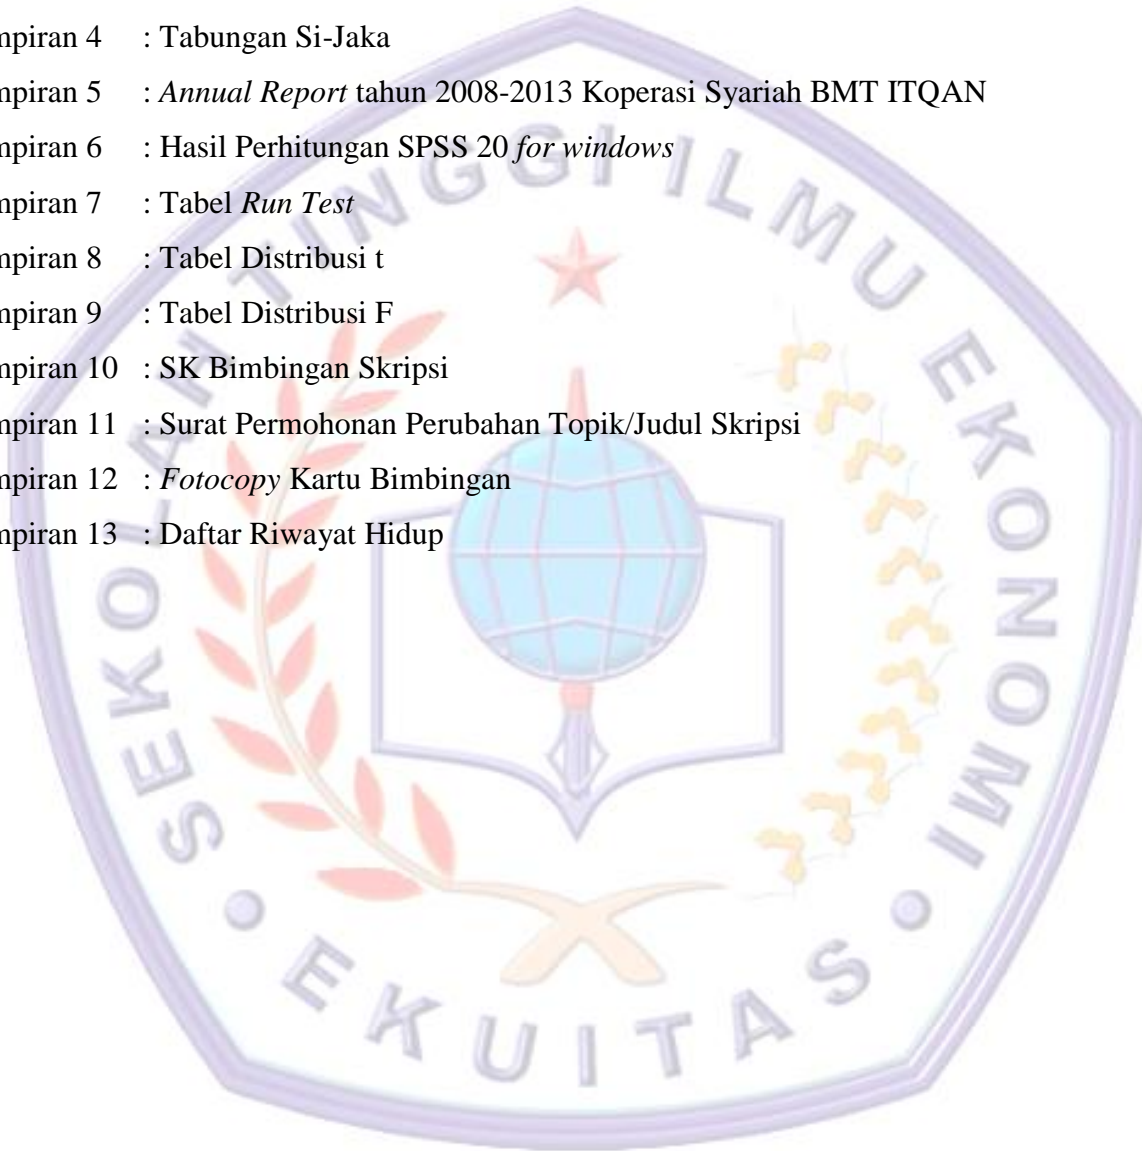 mpiran 4 : Tabungan Si-Jaka
mpiran 5 : Annual Report tahun 2008-2013 Koperasi Syariah BMT ITQAN
mpiran 6 : Hasil Perhitungan SPSS 20 for windows
mpiran 7 : Tabel Run Test
mpiran 8 : Tabel Distribusi t
mpiran 9 : Tabel Distribusi F
mpiran 10 : SK Bimbingan Skripsi
mpiran 11 : Surat Permohonan Perubahan Topik/Judul Skripsi
mpiran 12 : Fotocopy Kartu Bimbingan
mpiran 13 : Daftar Riwayat Hidup
SEKOLAH TINGGI ILMU EKONOMI
• EKUITAS •